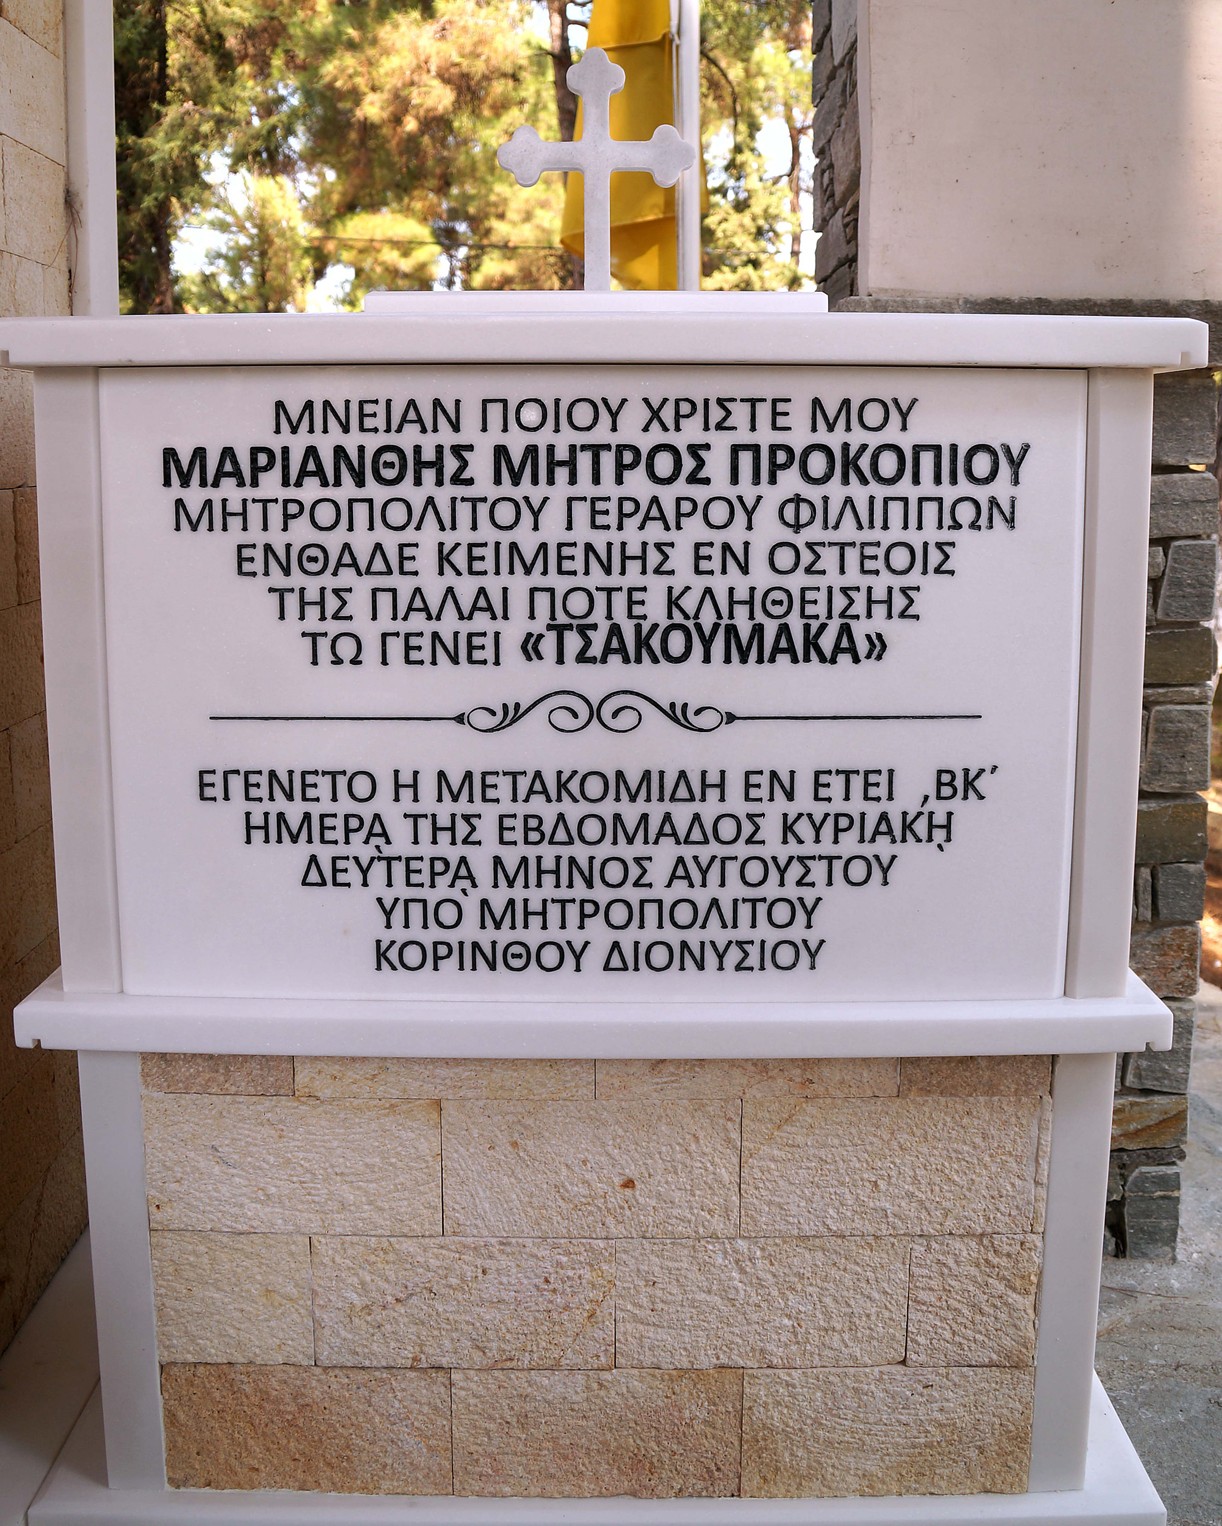 ΜΝΕΙΑΝ ΠΟΙΟΥ ΧΡΙΣΤΕ ΜΟΥ
ΜΑΡΙΑΝΘΗΣ ΜΗΤΡΟΣ ΠΡΟΚΟΠΙΟΥ
ΜΗΤΡΟΠΟΛΙΤΟΥ ΓΕΡΑΡΟΥ ΦΙΛΙΠΠΩΝ
ΕΝΘΑΔΕ ΚΕΙΜΕΝΗΣ ΕΝ ΟΣΤΕΟΙΣ
ΤΗΣ ΠΑΛΑΙ ΠΟΤΕ ΚΛΗΘΕΙΣΗΣ
ΤΩ ΓΕΝΕΙ «ΤΣΑΚΟΥΜΑΚΑ»
ΕΓΕΝΕΤΟ Η ΜΕΤΑΚΟΜΙΔΗ ΕΝ ΕΤΕΙ ͵ΒΚ΄
ΗΜΕΡᾼ ΤΗΣ ΕΒΔΟΜΑΔΟΣ ΚΥΡΙΑΚῌ
ΔΕΥΤΕΡᾼ ΜΗΝΟΣ ΑΥΓΟΥΣΤΟΥ
ΥΠΟ ΜΗΤΡΟΠΟΛΙΤΟΥ
ΚΟΡΙΝΘΟΥ ΔΙΟΝΥΣΙΟΥ